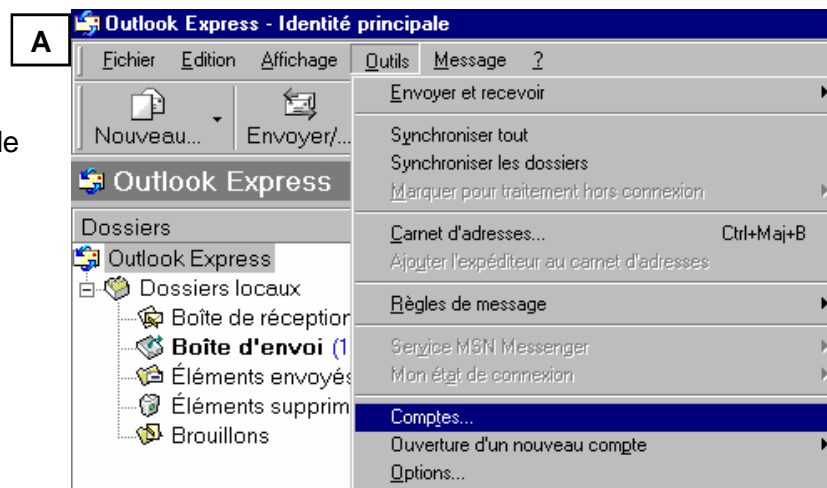 A
Outlook Express - Identité principale
Fichier Edition Affichage Outils Message ?
Nouveau... Envoyer/...
le
Outlook Express
Dossiers
Outlook Expre
Dossiers locaux
Boîte de réception
Boîte d'envoi (1
Éléments envoyés
Éléments supprim
Brouillons
Envoyer et recevoir
Synchroniser tout
Synchroniser les dossiers
Marquer pour traitement hors connexion
Carnet d'adresses... Ctrl+Maj+B
Ajouter l'expéditeur au carnet d'adresses
Règles de message
Service MSN Messenger
Mon état de connexion
Comptes...
Ouverture d'un nouveau compte
Options...